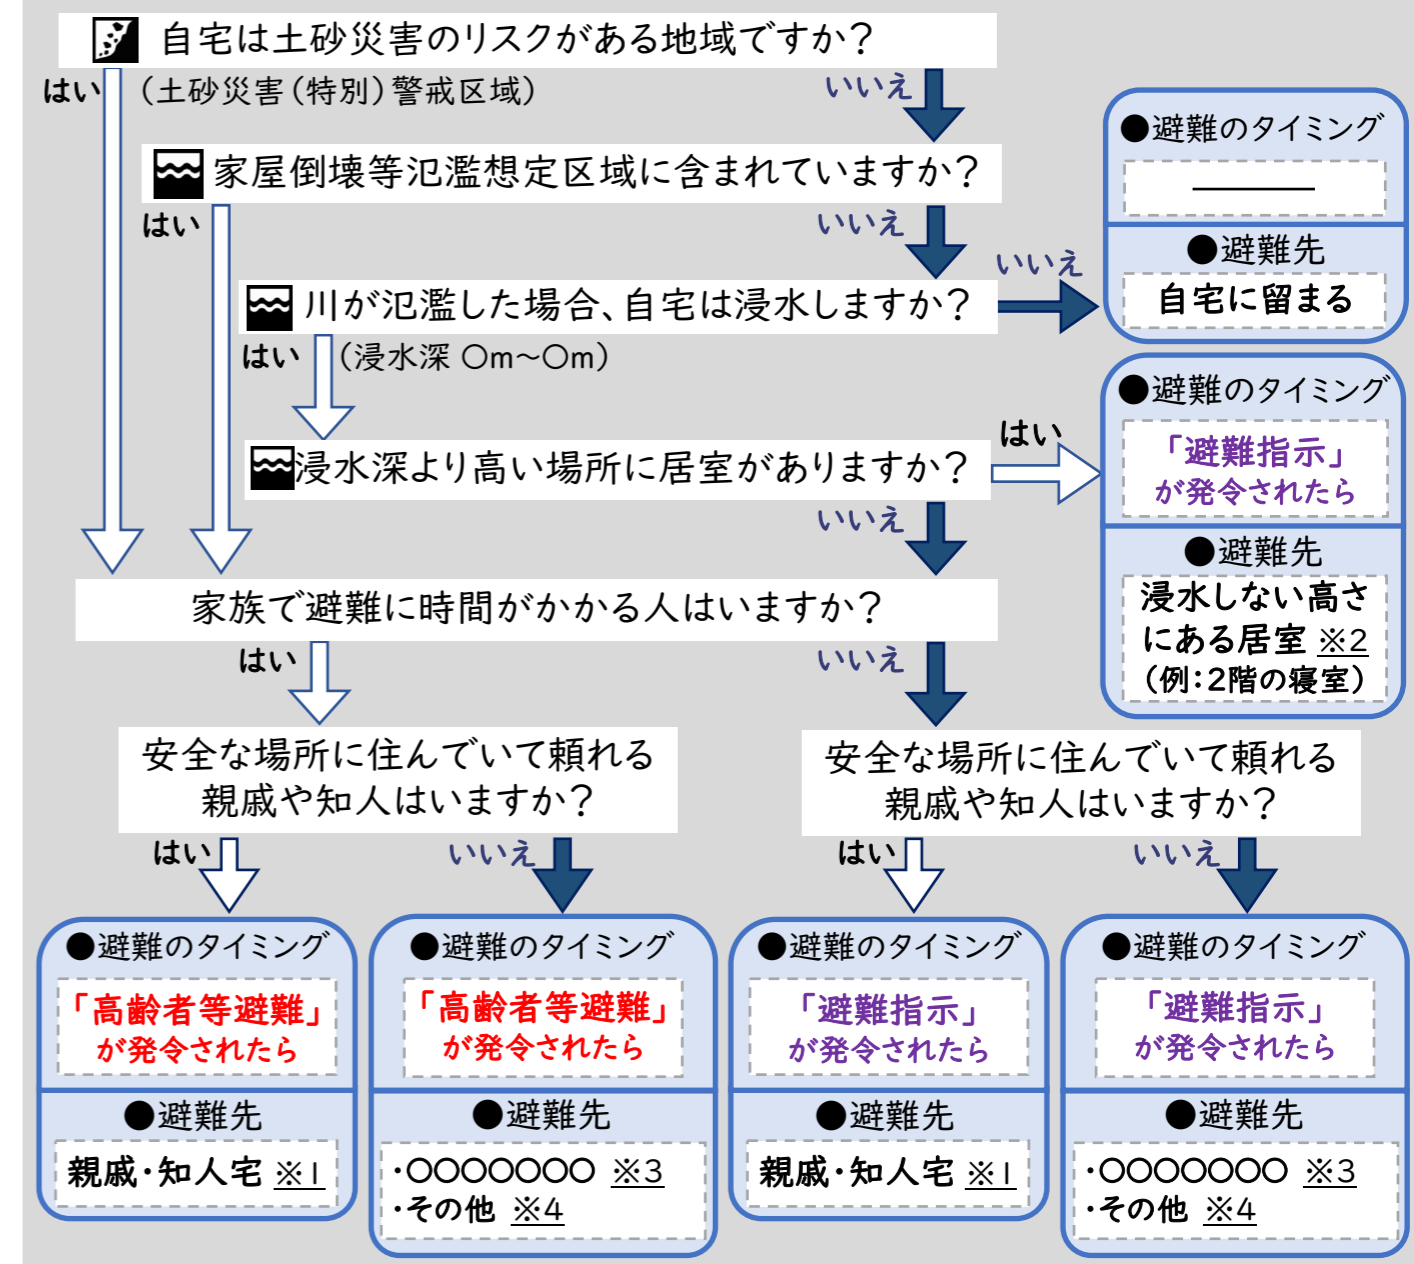 自宅は土砂災害のリスクがある地域ですか?
はい
(土砂災害(特別)警戒区域)
いいえ
家屋倒壊等氾濫想定区域に含まれていますか?
はい
いいえ
川が氾濫した場合、自宅は浸水しますか?
いいえ
はい
(浸水深 〇m~〇m)
●避難のタイミング
●避難先
自宅に留まる
浸水深より高い場所に居室がありますか?
はい
いいえ
●避難のタイミング
「避難指示」
が発令されたら
●避難先
浸水しない高さ
にある居室 ※2
(例:2階の寝室)
家族で避難に時間がかかる人はいますか?
はい
いいえ
安全な場所に住んでいて頼れる
親戚や知人はいますか?
はい
いいえ
安全な場所に住んでいて頼れる
親戚や知人はいますか?
はい
いいえ
●避難のタイミング
「高齢者等避難」
が発令されたら
●避難先
親戚・知人宅 ※1
●避難のタイミング
「高齢者等避難」
が発令されたら
●避難先
・〇〇〇〇〇〇〇 ※3
・その他 ※4
●避難のタイミング
「避難指示」
が発令されたら
●避難先
親戚・知人宅 ※1
●避難のタイミング
「避難指示」
が発令されたら
●避難先
・〇〇〇〇〇〇〇 ※3
・その他 ※4